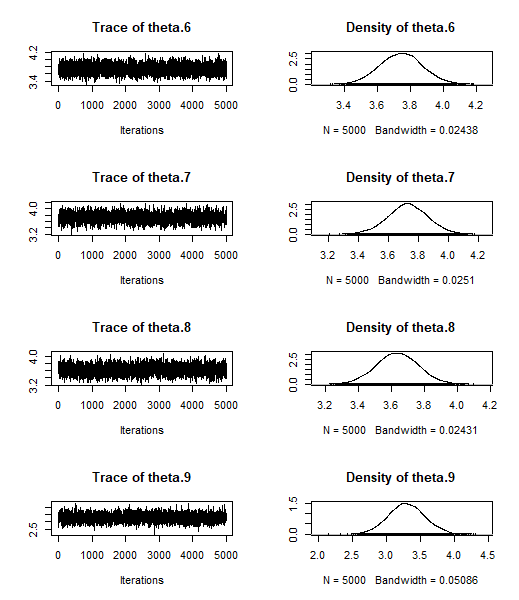 Trace of theta.6
4.2
3.4
0 1000 2000 3000 4000 5000
Iterations
Density of theta.6
2.5
0.0
3.4 3.6 3.8 4.0 4.2
N = 5000 Bandwidth = 0.02438
Trace of theta.7
4.0
3.2
0 1000 2000 3000 4000 5000
Iterations
Density of theta.7
2.5
0.0
3.2 3.4 3.6 3.8 4.0 4.2
N = 5000 Bandwidth = 0.0251
Trace of theta.8
4.0
3.2
0 1000 2000 3000 4000 5000
Iterations
Density of theta.8
2.5
0.0
3.2 3.4 3.6 3.8 4.0 4.2
N = 5000 Bandwidth = 0.02431
Trace of theta.9
2.5
0 1000 2000 3000 4000 5000
Iterations
Density of theta.9
1.5
0.0
2.0 2.5 3.0 3.5 4.0 4.5
N = 5000 Bandwidth = 0.05086